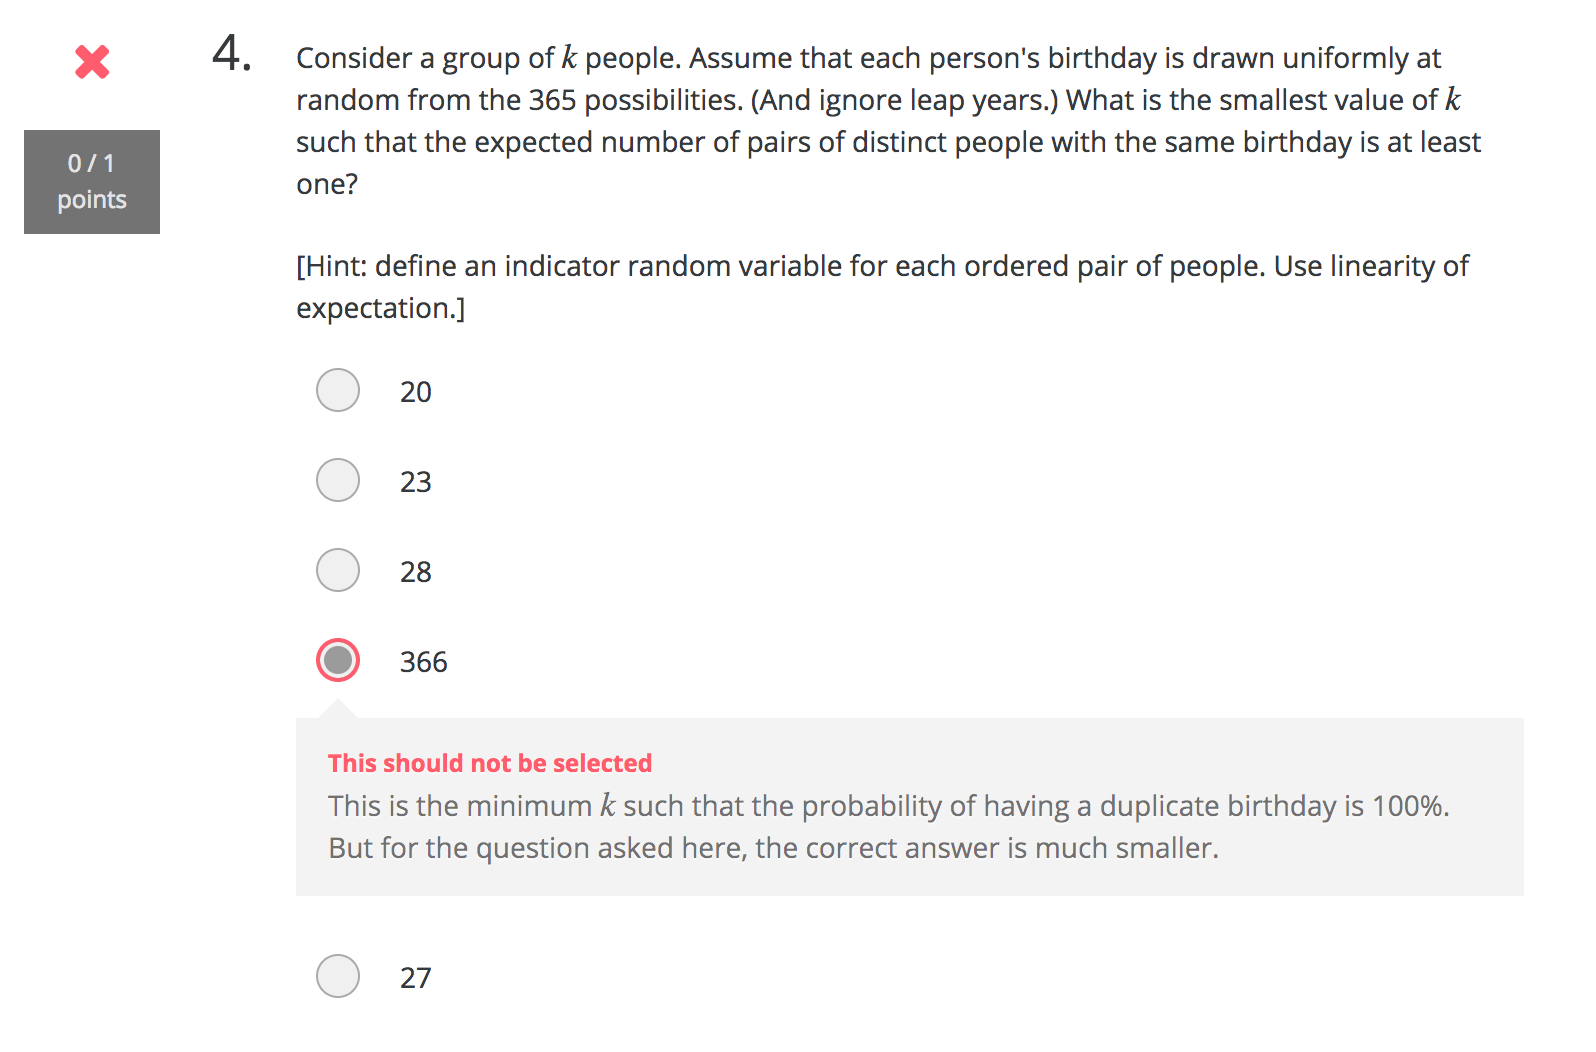 4.
0 / 1
points
Consider a group of k people. Assume that each person's birthday is drawn uniformly at
random from the 365 possibilities. (And ignore leap years.) What is the smallest value of k
such that the expected number of pairs of distinct people with the same birthday is at least
one?
[Hint: define an indicator random variable for each ordered pair of people. Use linearity of
expectation.]
20
23
28
366
This should not be selected
This is the minimum k such that the probability of having a duplicate birthday is 100%.
But for the question asked here, the correct answer is much smaller.
27